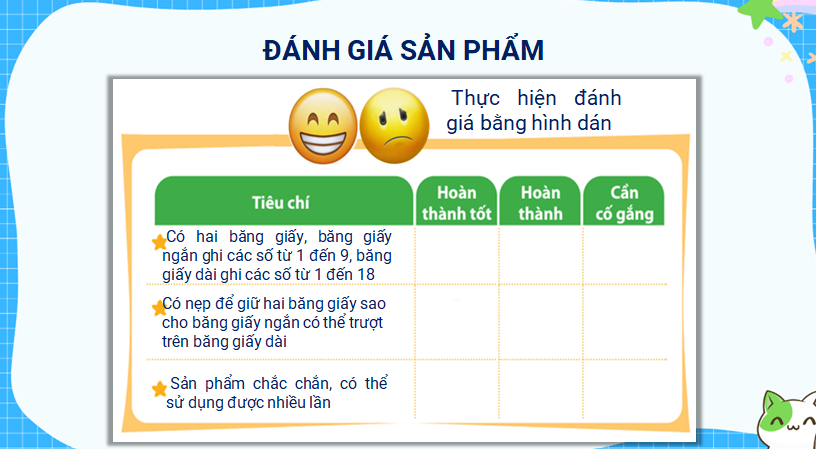 ĐÁNH GIÁ SẢN PHẨM
Thực hiện đánh
giá bằng hình dán
Tiêu chí
Hoàn
thành tốt
Hoàn
thành
Cần
cố gắng
Có hai băng giấy, băng giấy
ngắn ghi các số từ 1 đến 9, băng
giấy dài ghi các số từ 1 đến 18
Có nẹp để giữ hai băng giấy sao
cho băng giấy ngắn có thể trượt
trên băng giấy dài
Sản phẩm chắc chắn, có thể
sử dụng được nhiều lần